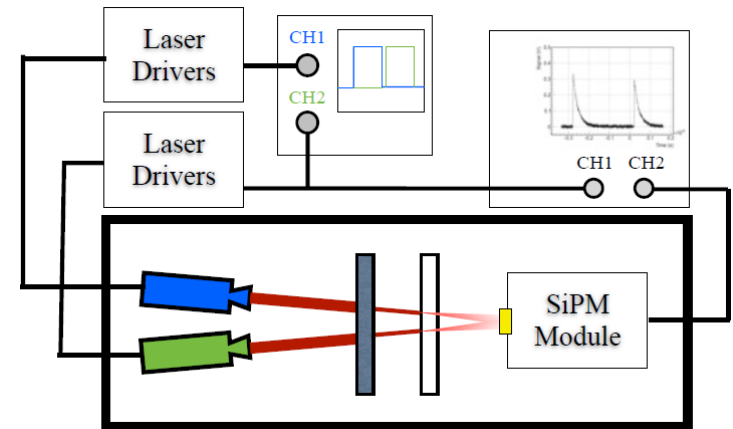 Laser
Drivers
CH1
CH2
Laser
Drivers
CH1 CH2
SiPM
Module